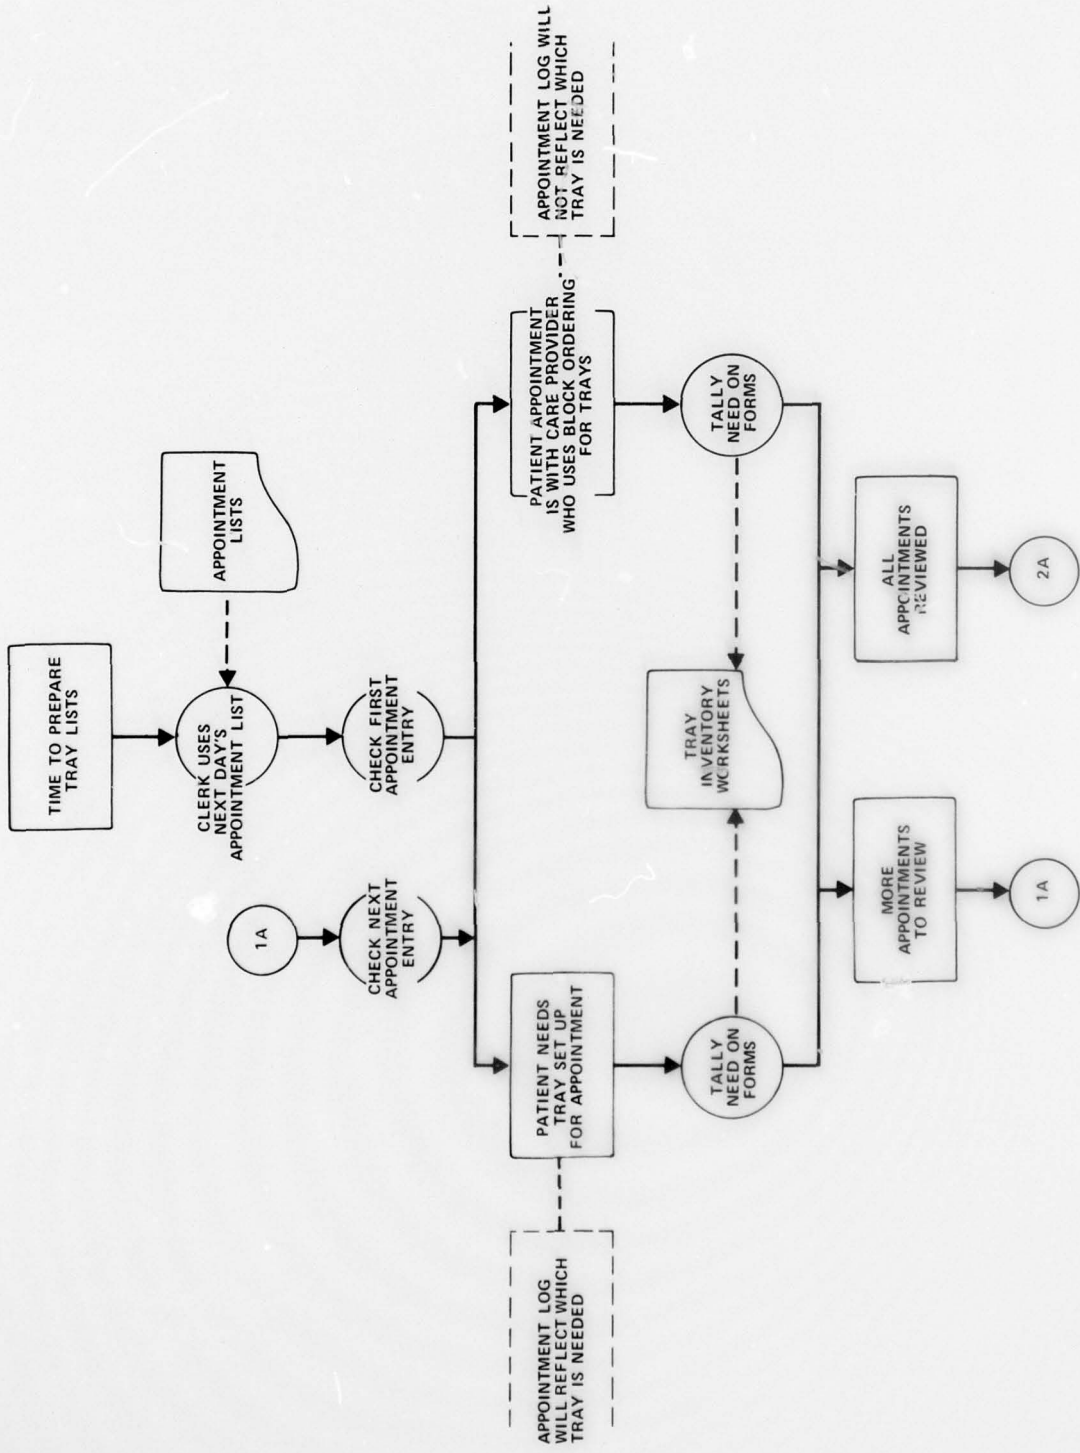 TIME TO PREPARE
TRAY LISTS
APPOINTMENT
LISTS
CLERK USES
NEXT DAY'S
APPOINTMENT LIST
1A
CHECK NEXT
APPOINTMENT
ENTRY
CHECK FIRST
APPOINTMENT
ENTRY
APPOINTMENT LOG
WILL REFLECT WHICH
TRAY IS NEEDED
PATIENT NEEDS
TRAY SET UP
FOR APPOINTMENT
PATIENT APPOINTMENT
IS WITH CARE PROVIDER
WHO USES BLOCK ORDERING
FOR TRAYS
APPOINTMENT LOG WILL
NOT REFLECT WHICH
TRAY IS NEEDED
TALLY
NEED ON
FORMS
TRAY
INVENTORY
WORKSHEETS
TALLY
NEED ON
FORMS
MORE
APPOINTMENTS
TO REVIEW
ALL
APPOINTMENTS
REVIEWED
1A
2A